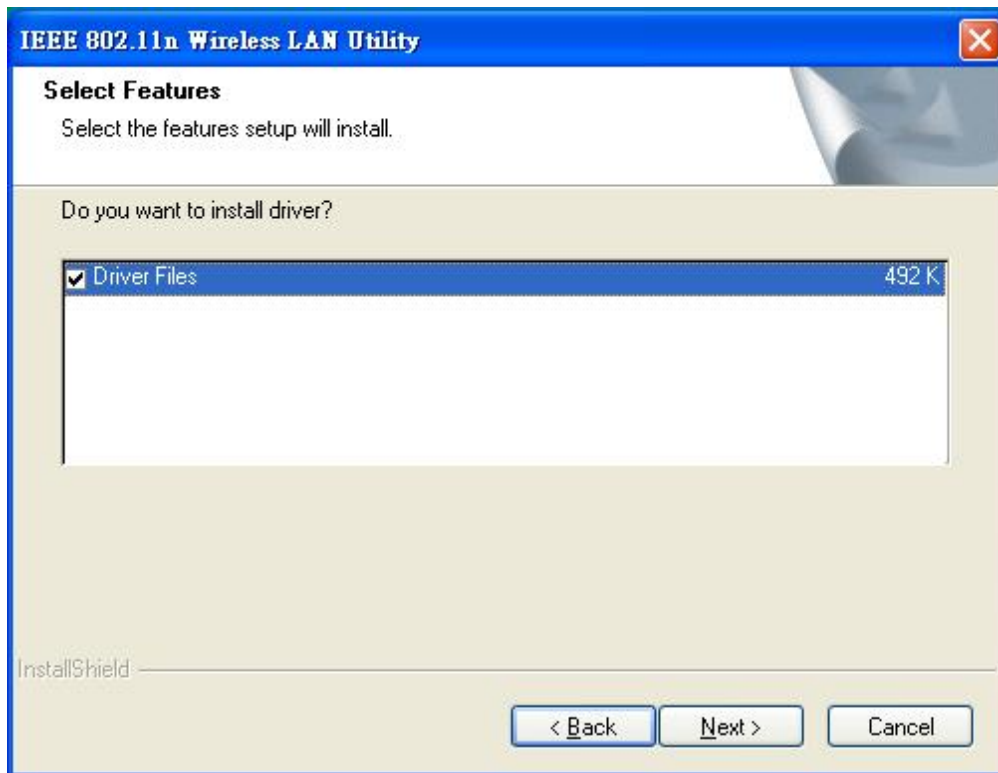 IEEE 802.11n Wireless LAN Utility
Select Features
Select the features setup will install.
Do you want to install driver?
Driver Files 492 K
InstallShield
< Back Next > Cancel